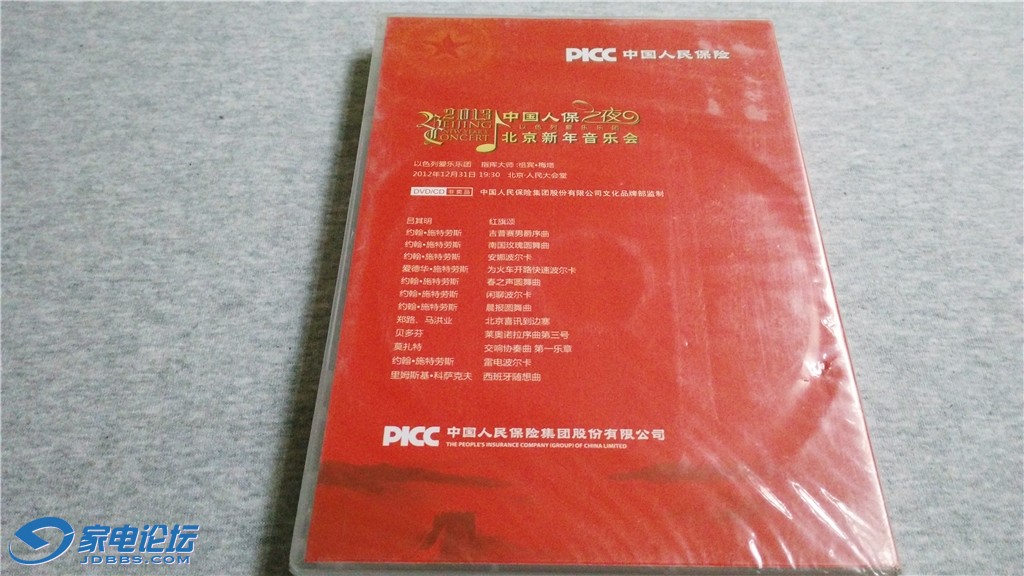 PICC 中国人民保险
2013 中国人保之夜
BEIJING 以色列爱乐乐团
NEW YEAR'S
CONCERT 北京新年音乐会
以色列爱乐乐团 指挥大师:祖宾•梅塔
2012年12月31日 19:30 北京·人民大会堂
DVD/CD 非卖品 中国人民保险集团股份有限公司文化品牌部监制
吕其明 红旗颂
约翰•施特劳斯 吉普赛男爵序曲
约翰•施特劳斯 南国玫瑰圆舞曲
约翰•施特劳斯 安娜波尔卡
爱德华•施特劳斯 为火车开路快速波尔卡
约翰•施特劳斯 春之声圆舞曲
约翰•施特劳斯 闲聊波尔卡
约翰•施特劳斯 晨报圆舞曲
郑路、马洪业 北京喜讯到边塞
贝多芬 莱奥诺拉序曲第三号
莫扎特 交响协奏曲 第一乐章
约翰•施特劳斯 雷电波尔卡
里姆斯基•科萨克夫 西班牙随想曲
PICC 中国人民保险集团股份有限公司
THE PEOPLE'S INSURANCE COMPANY (GROUP) OF CHINA LIMITED
家电论坛
JDBBS.COM